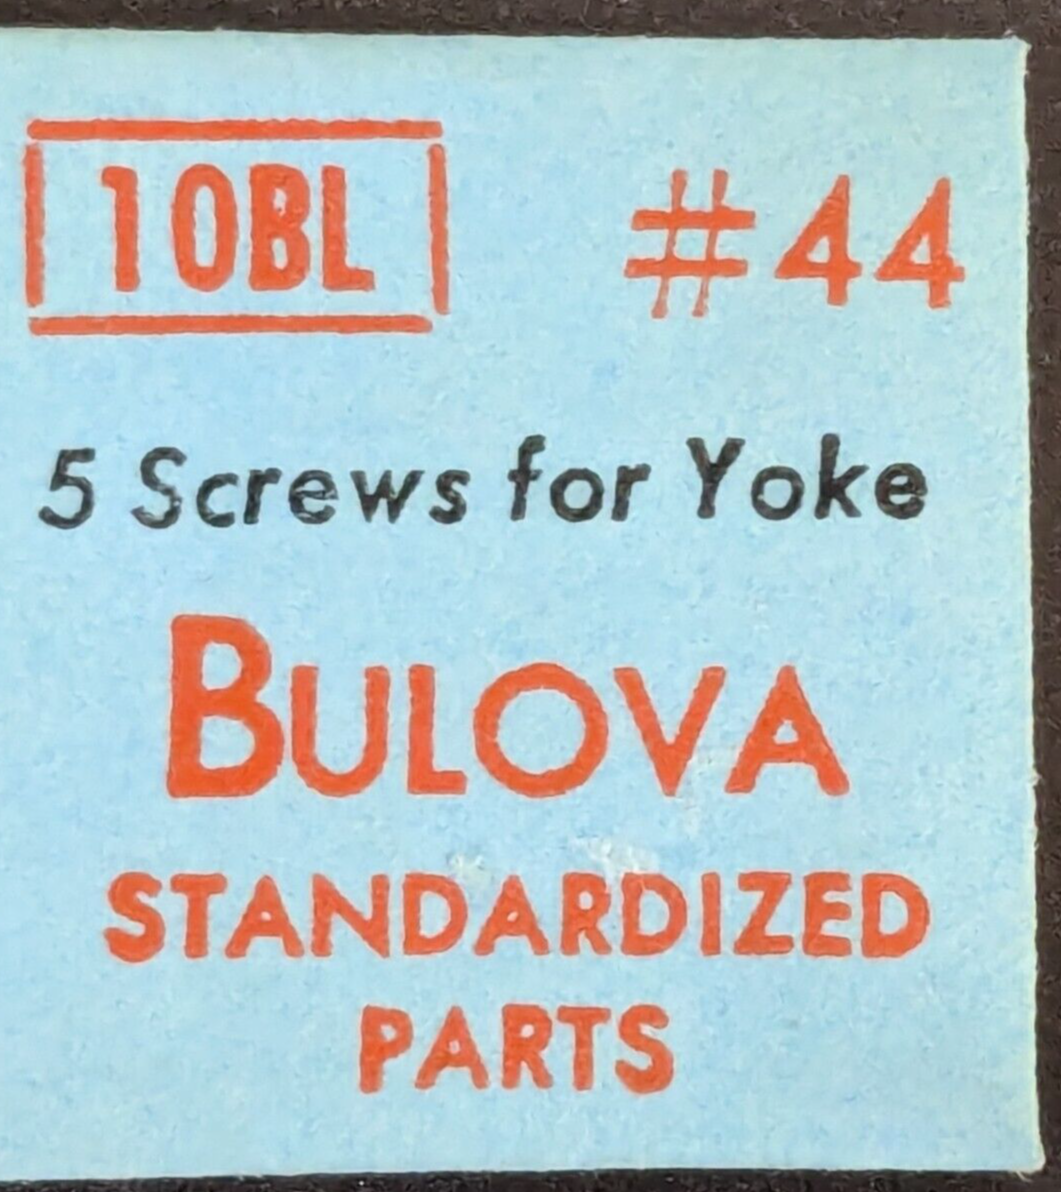 10BL #44
5 Screws for Yoke
BULOVA
STANDARDIZED
PARTS